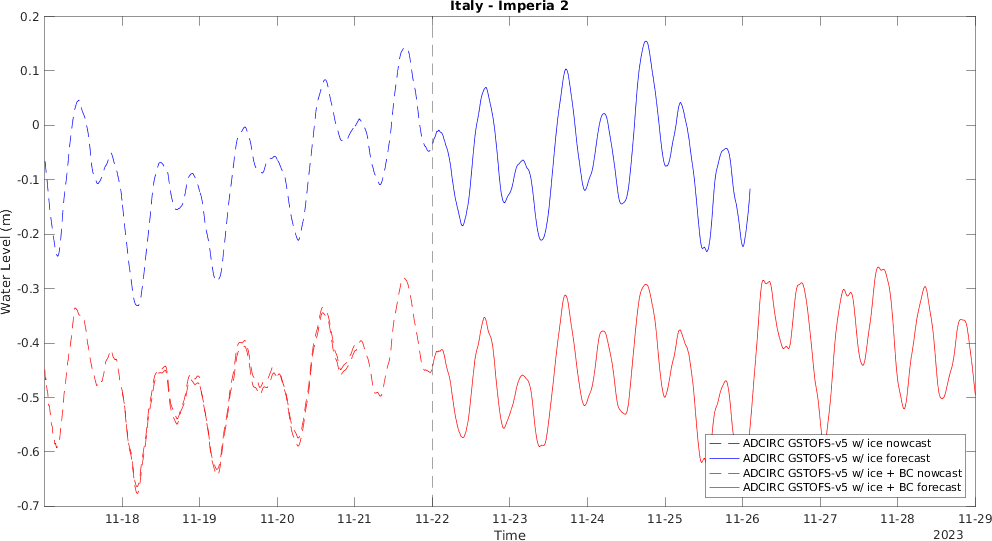 Italy - Imperia 2
Water Level (m)
0.2
0.1
0
-0.1
-0.2
-0.3
-0.4
-0.5
-0.6
-0.7
ADCIRC GSTOFS-v5 w/ ice nowcast
ADCIRC GSTOFS-v5 w/ ice forecast
ADCIRC GSTOFS-v5 w/ ice + BC nowcast
ADCIRC GSTOFS-v5 w/ ice + BC forecast
11-18 11-19 11-20 11-21 11-22 11-23 11-24 11-25 11-26 11-27 11-28 11-29
Time
2023